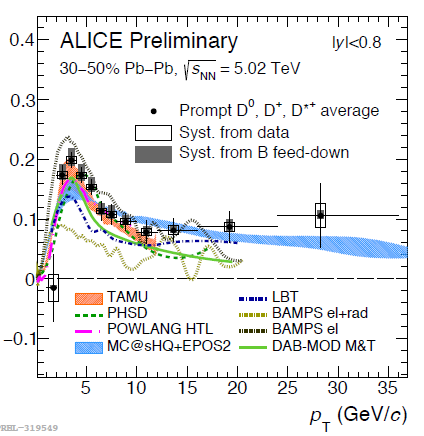 ALICE Preliminary
|y|<0.8
30–50% Pb–Pb, √sNN = 5.02 TeV
Prompt D0, D+, D*+ average
Syst. from data
Syst. from B feed-down
0.4
0.3
0.2
0.1
0
−0.1
TAMU
PHSD
POWLANG HTL
MC@sHQ+EPOS2
LBT
BAMPS el+rad
BAMPS el
DAB-MOD M&T
5 10 15 20 25 30 35
pT (GeV/c)